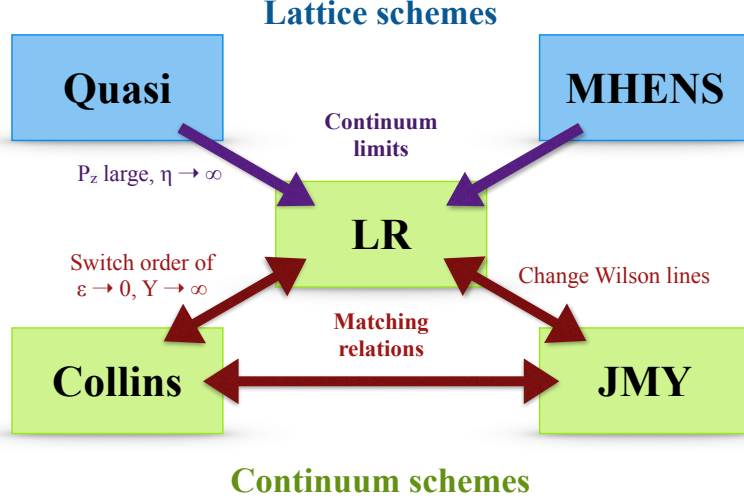 Lattice schemes
Quasi
MHENS
Continuum
limits
P_z large, η → ∞
LR
Switch order of
ε → 0, Y → ∞
Change Wilson lines
Matching
relations
Collins
JMY
Continuum schemes